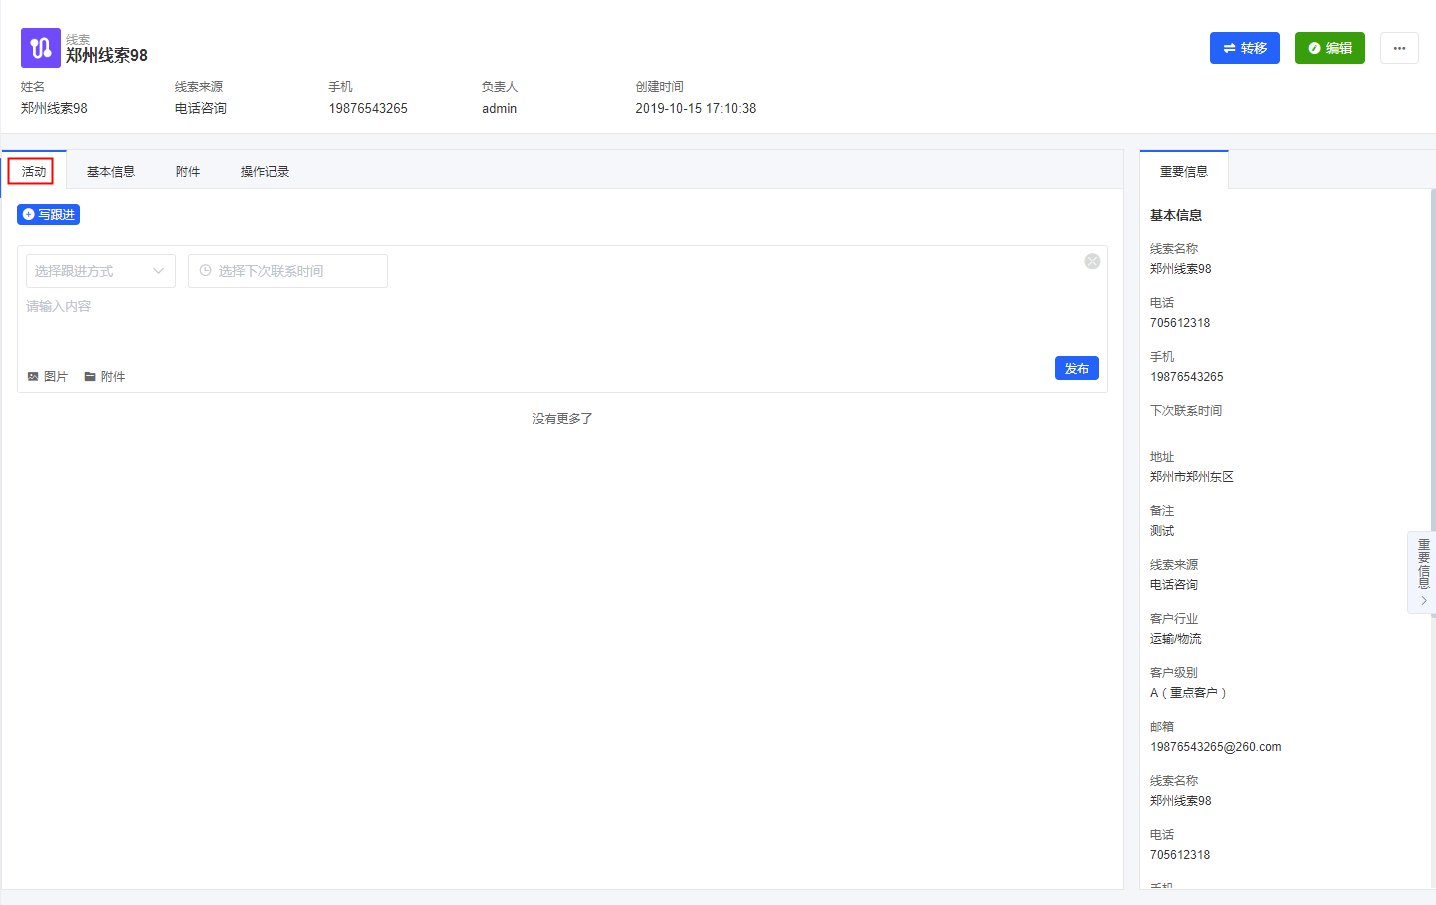 线索
郑州线索98
转移
编辑
姓名
线索来源
手机
负责人
创建时间
郑州线索98
电话咨询
19876543265
admin
2019-10-15 17:10:38
活动
基本信息
附件
操作记录
写跟进
选择跟进方式
选择下次联系时间
请输入内容
图片
附件
发布
没有更多了
重要信息
基本信息
线索名称
郑州线索98
电话
705612318
手机
19876543265
下次联系时间
地址
郑州市郑州东区
备注
测试
线索来源
电话咨询
客户行业
运输/物流
客户级别
A（重点客户）
邮箱
19876543265@260.com
线索名称
郑州线索98
电话
705612318
手机
重要信息